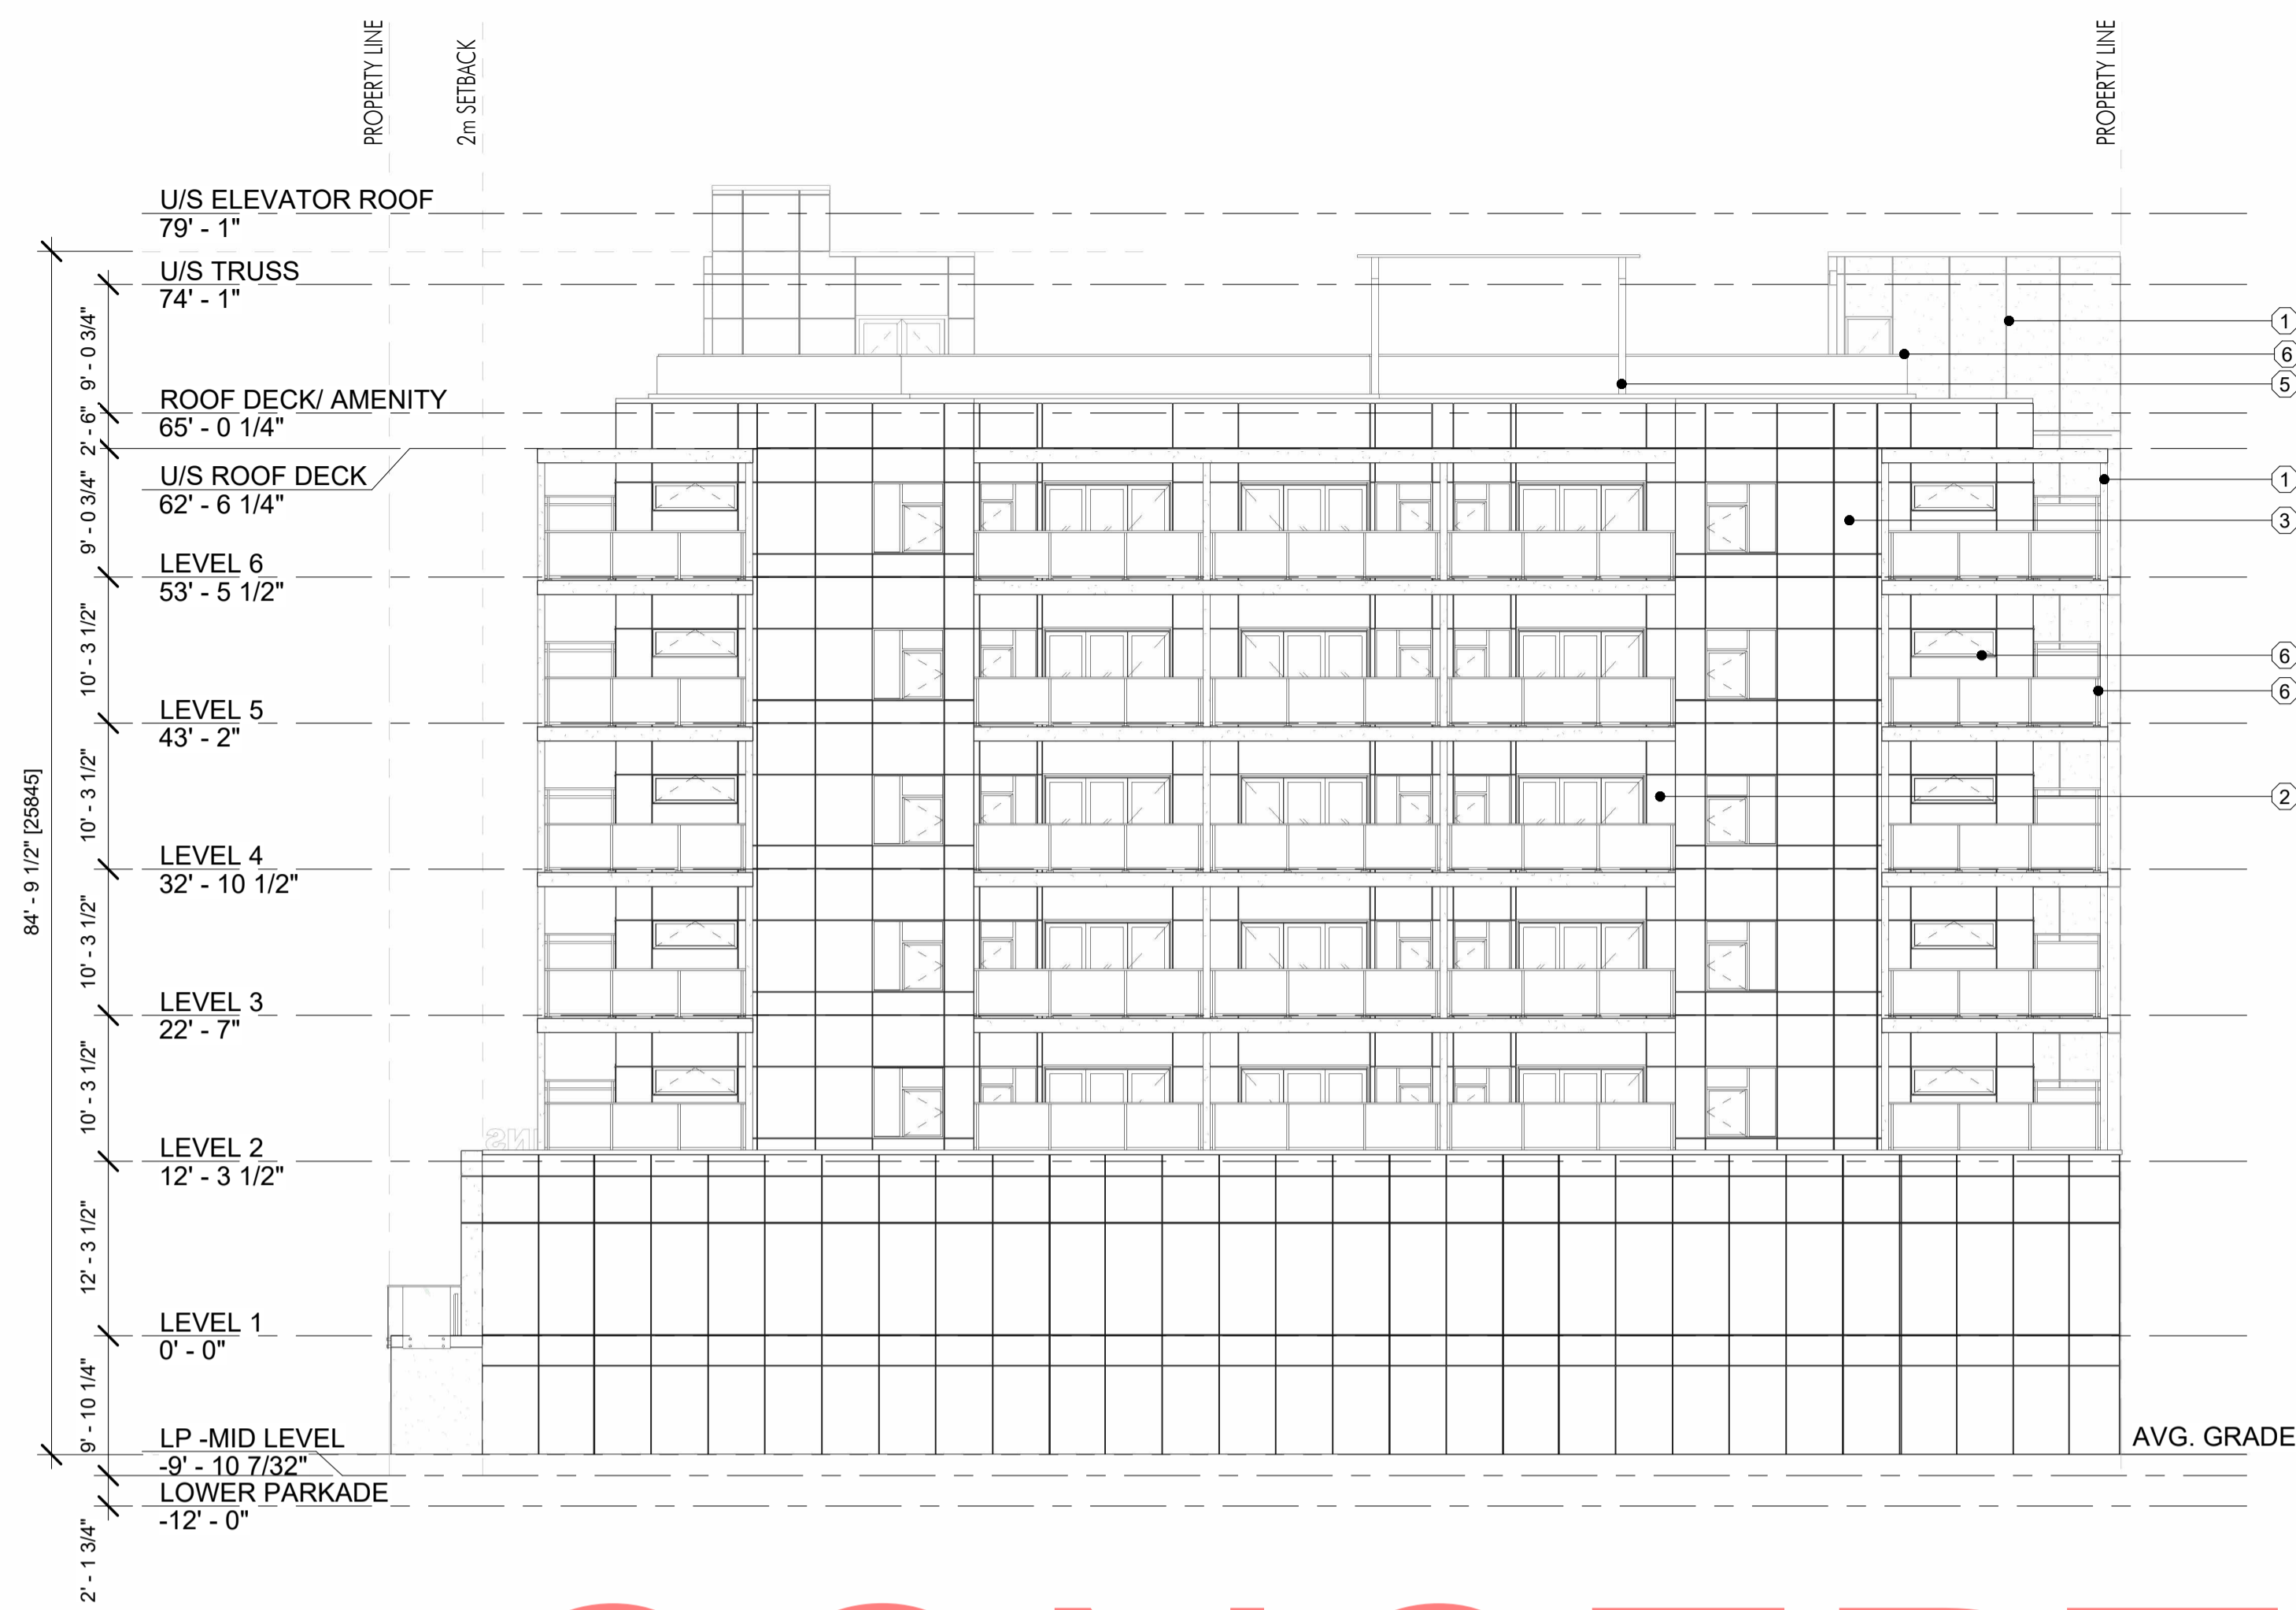 PROPERTY LINE
2m SETBACK
PROPERTY LINE
U/S ELEVATOR ROOF
79' - 1"
U/S TRUSS
74' - 1"
9' - 0 3/4"
1
6
5
ROOF DECK/ AMENITY
65' - 0 1/4"
2' - 6"
U/S ROOF DECK
62' - 6 1/4"
9' - 0 3/4"
1
3
LEVEL 6
53' - 5 1/2"
10' - 3 1/2"
6
6
LEVEL 5
43' - 2"
10' - 3 1/2"
2
84' - 9 1/2" [25845]
LEVEL 4
32' - 10 1/2"
10' - 3 1/2"
LEVEL 3
22' - 7"
10' - 3 1/2"
LEVEL 2
12' - 3 1/2"
12' - 3 1/2"
LEVEL 1
0' - 0"
9' - 10 1/4"
LP -MID LEVEL
-9' - 10 7/32"
AVG. GRADE
LOWER PARKADE
-12' - 0"
2' - 1 3/4"